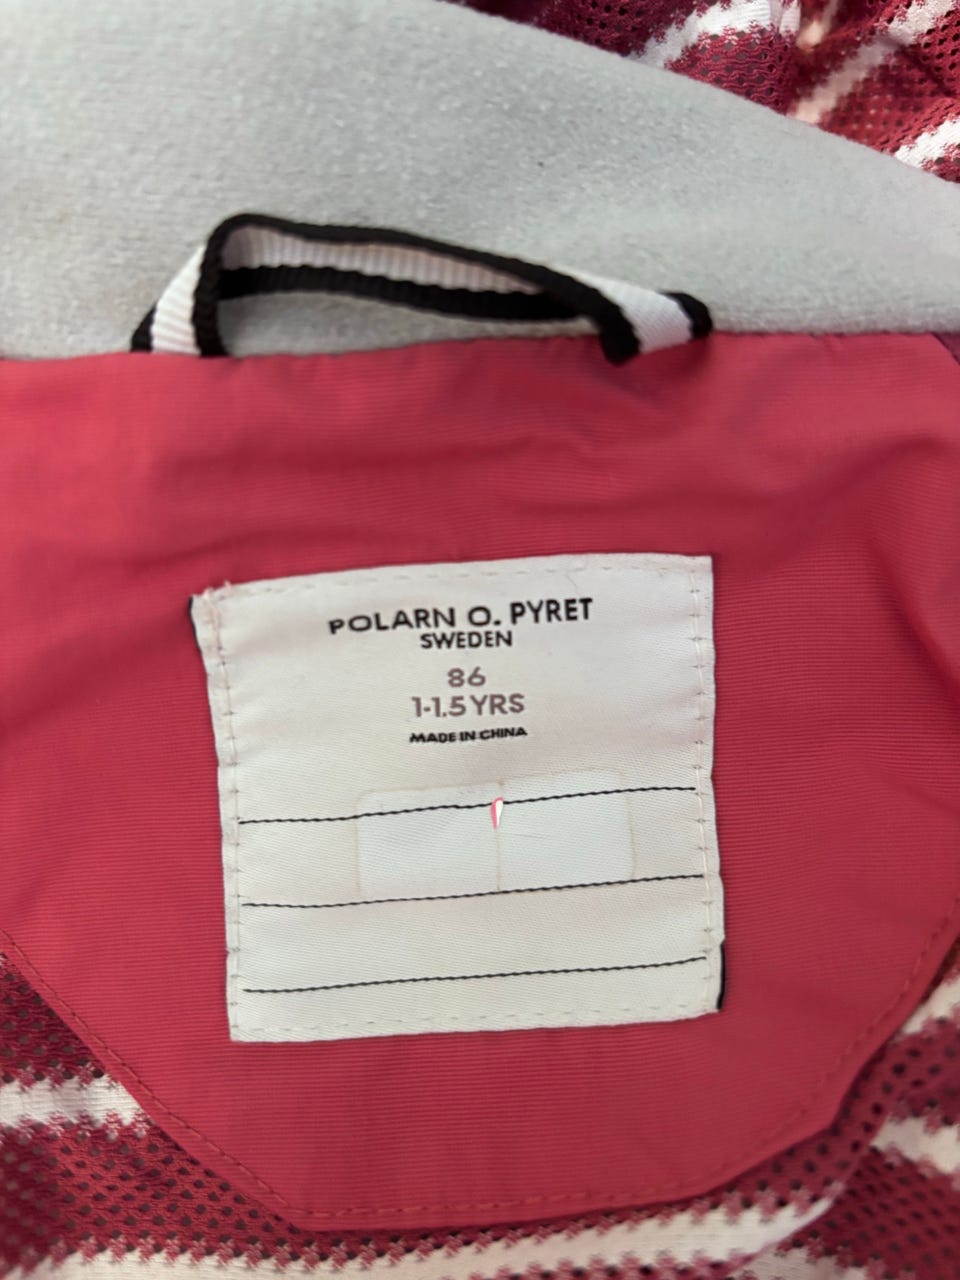 POLARN O. PYRET
SWEDEN
86
1-1.5 YRS
MADE IN CHINA